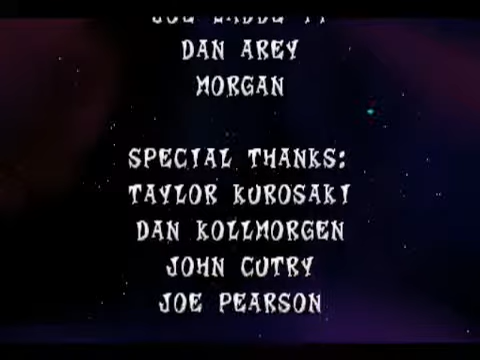 DAN AREY
MORGAN
SPECIAL THANKS:
TAYLOR KUROSAKI
DAN KOLLMORGEN
JOHN CUTRY
JOE PEARSON